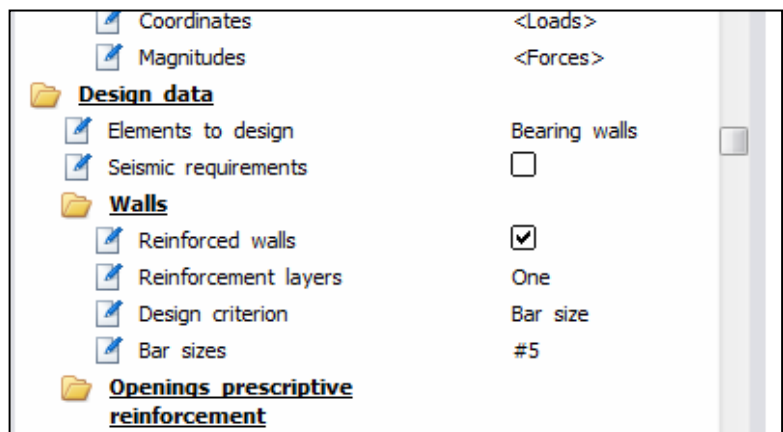 Coordinates <Loads>
Magnitudes <Forces>
Design data
Elements to design Bearing walls
Seismic requirements
Walls
Reinforced walls
Reinforcement layers One
Design criterion Bar size
Bar sizes #5
Openings prescriptive
reinforcement